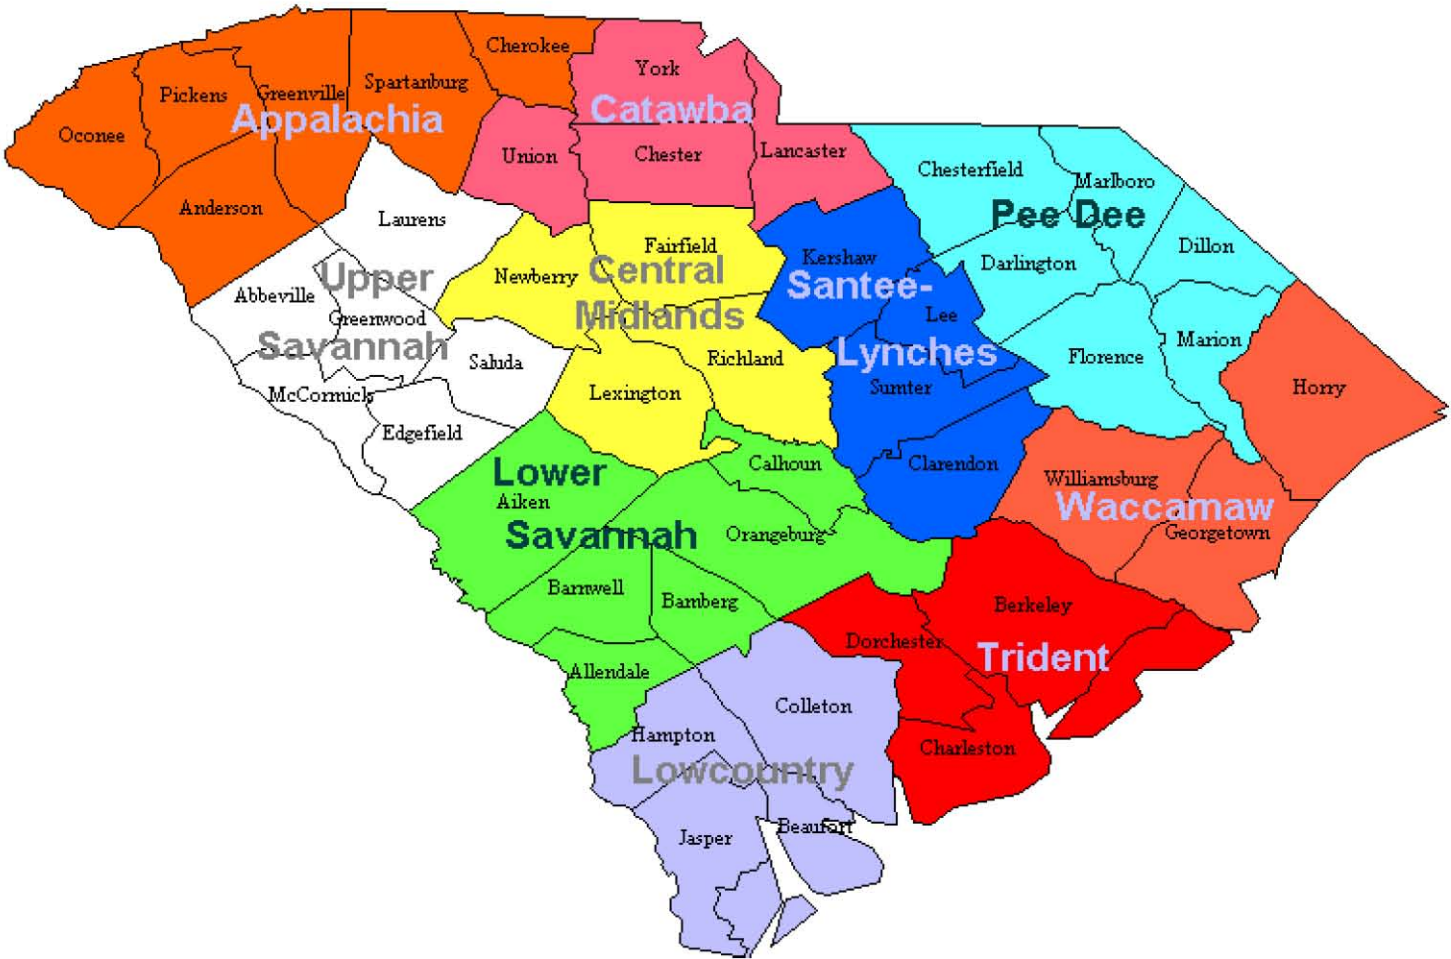 Cherokee
York
Spartanburg
Pickens
Greenville
Appalachia
Catawba
Oconee
Union
Chester
Lancaster
Chesterfield
Marlboro
Anderson
Laurens
Pee Dee
Fairfield
Dillon
Kershaw
Darlington
Newberry
Central
Midlands
Upper
Savannah
Abbeville
Greenwood
Santee-
Lynches
Lee
Marion
Florence
Richland
Saluda
Sumter
Horry
McCormick
Lexington
Edgefield
Calhoun
Clarendon
Lower
Savannah
Aiken
Williamsburg
Waccamaw
Georgetown
Orangeburg
Barnwell
Bamberg
Berkeley
Dorchester
Trident
Allendale
Colleton
Hampton
Charleston
Lowcountry
Beaufort
Jasper